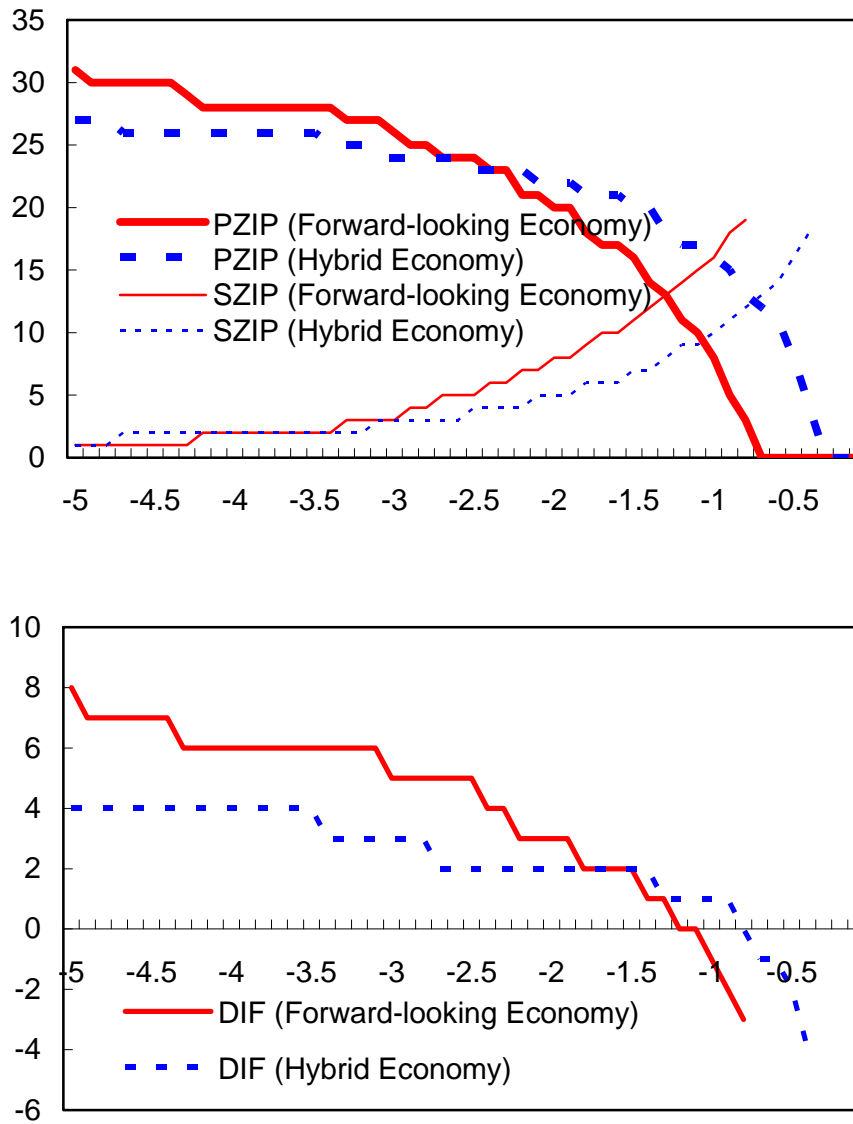 35
30
25
20
PZIP (Forward-looking Economy)
PZIP (Hybrid Economy)
15
SZIP (Forward-looking Economy)
10
SZIP (Hybrid Economy)
5
0
-5 -4.5 -4 -3.5 -3 -2.5 -2 -1.5 -1 -0.5
10
8
6
4
2
0
-5 -4.5 -4 -3.5 -3 -2.5 -2 -1.5 -1 -0.5
-2
DIF (Forward-looking Economy)
-4
DIF (Hybrid Economy)
-6